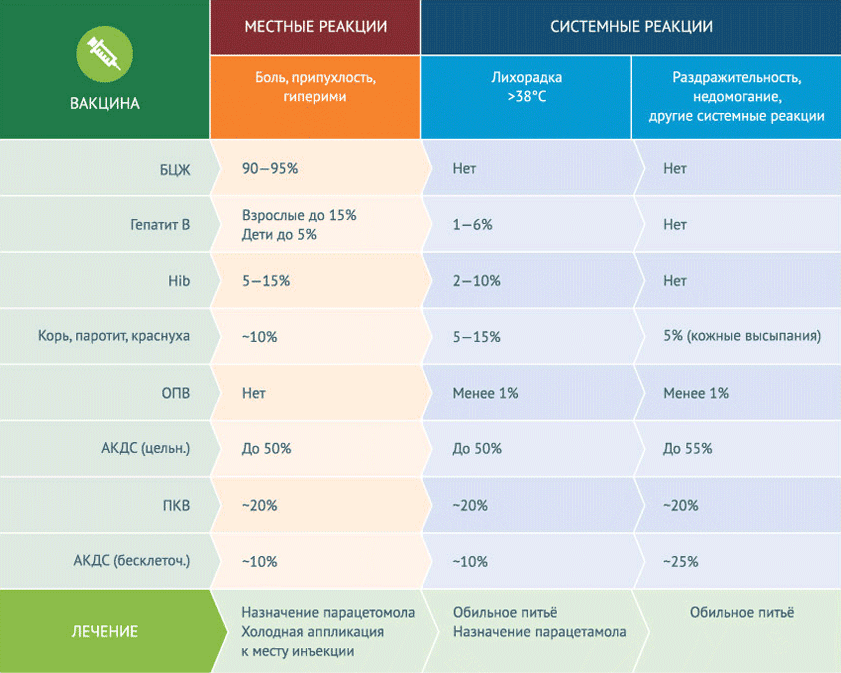 МЕСТНЫЕ РЕАКЦИИ
СИСТЕМНЫЕ РЕАКЦИИ
ВАКЦИНА
Боль, припухлость,
гиперими
Лихорадка
>38°C
Раздражительность,
недомогание,
другие системные реакции
БЦЖ
90—95%
Нет
Нет
Гепатит В
Взрослые до 15%
Дети до 5%
1—6%
Нет
Hib
5—15%
2—10%
Нет
Корь, паротит, краснуха
~10%
5—15%
5% (кожные высыпания)
ОПВ
Нет
Менее 1%
Менее 1%
АКДС (цельн.)
До 50%
До 50%
До 55%
ПКВ
~20%
~20%
~20%
АКДС (бесклеточ.)
~10%
~10%
~25%
ЛЕЧЕНИЕ
Назначение парацетомола
Холодная аппликация
к месту инъекции
Обильное питьё
Назначение парацетамола
Обильное питьё